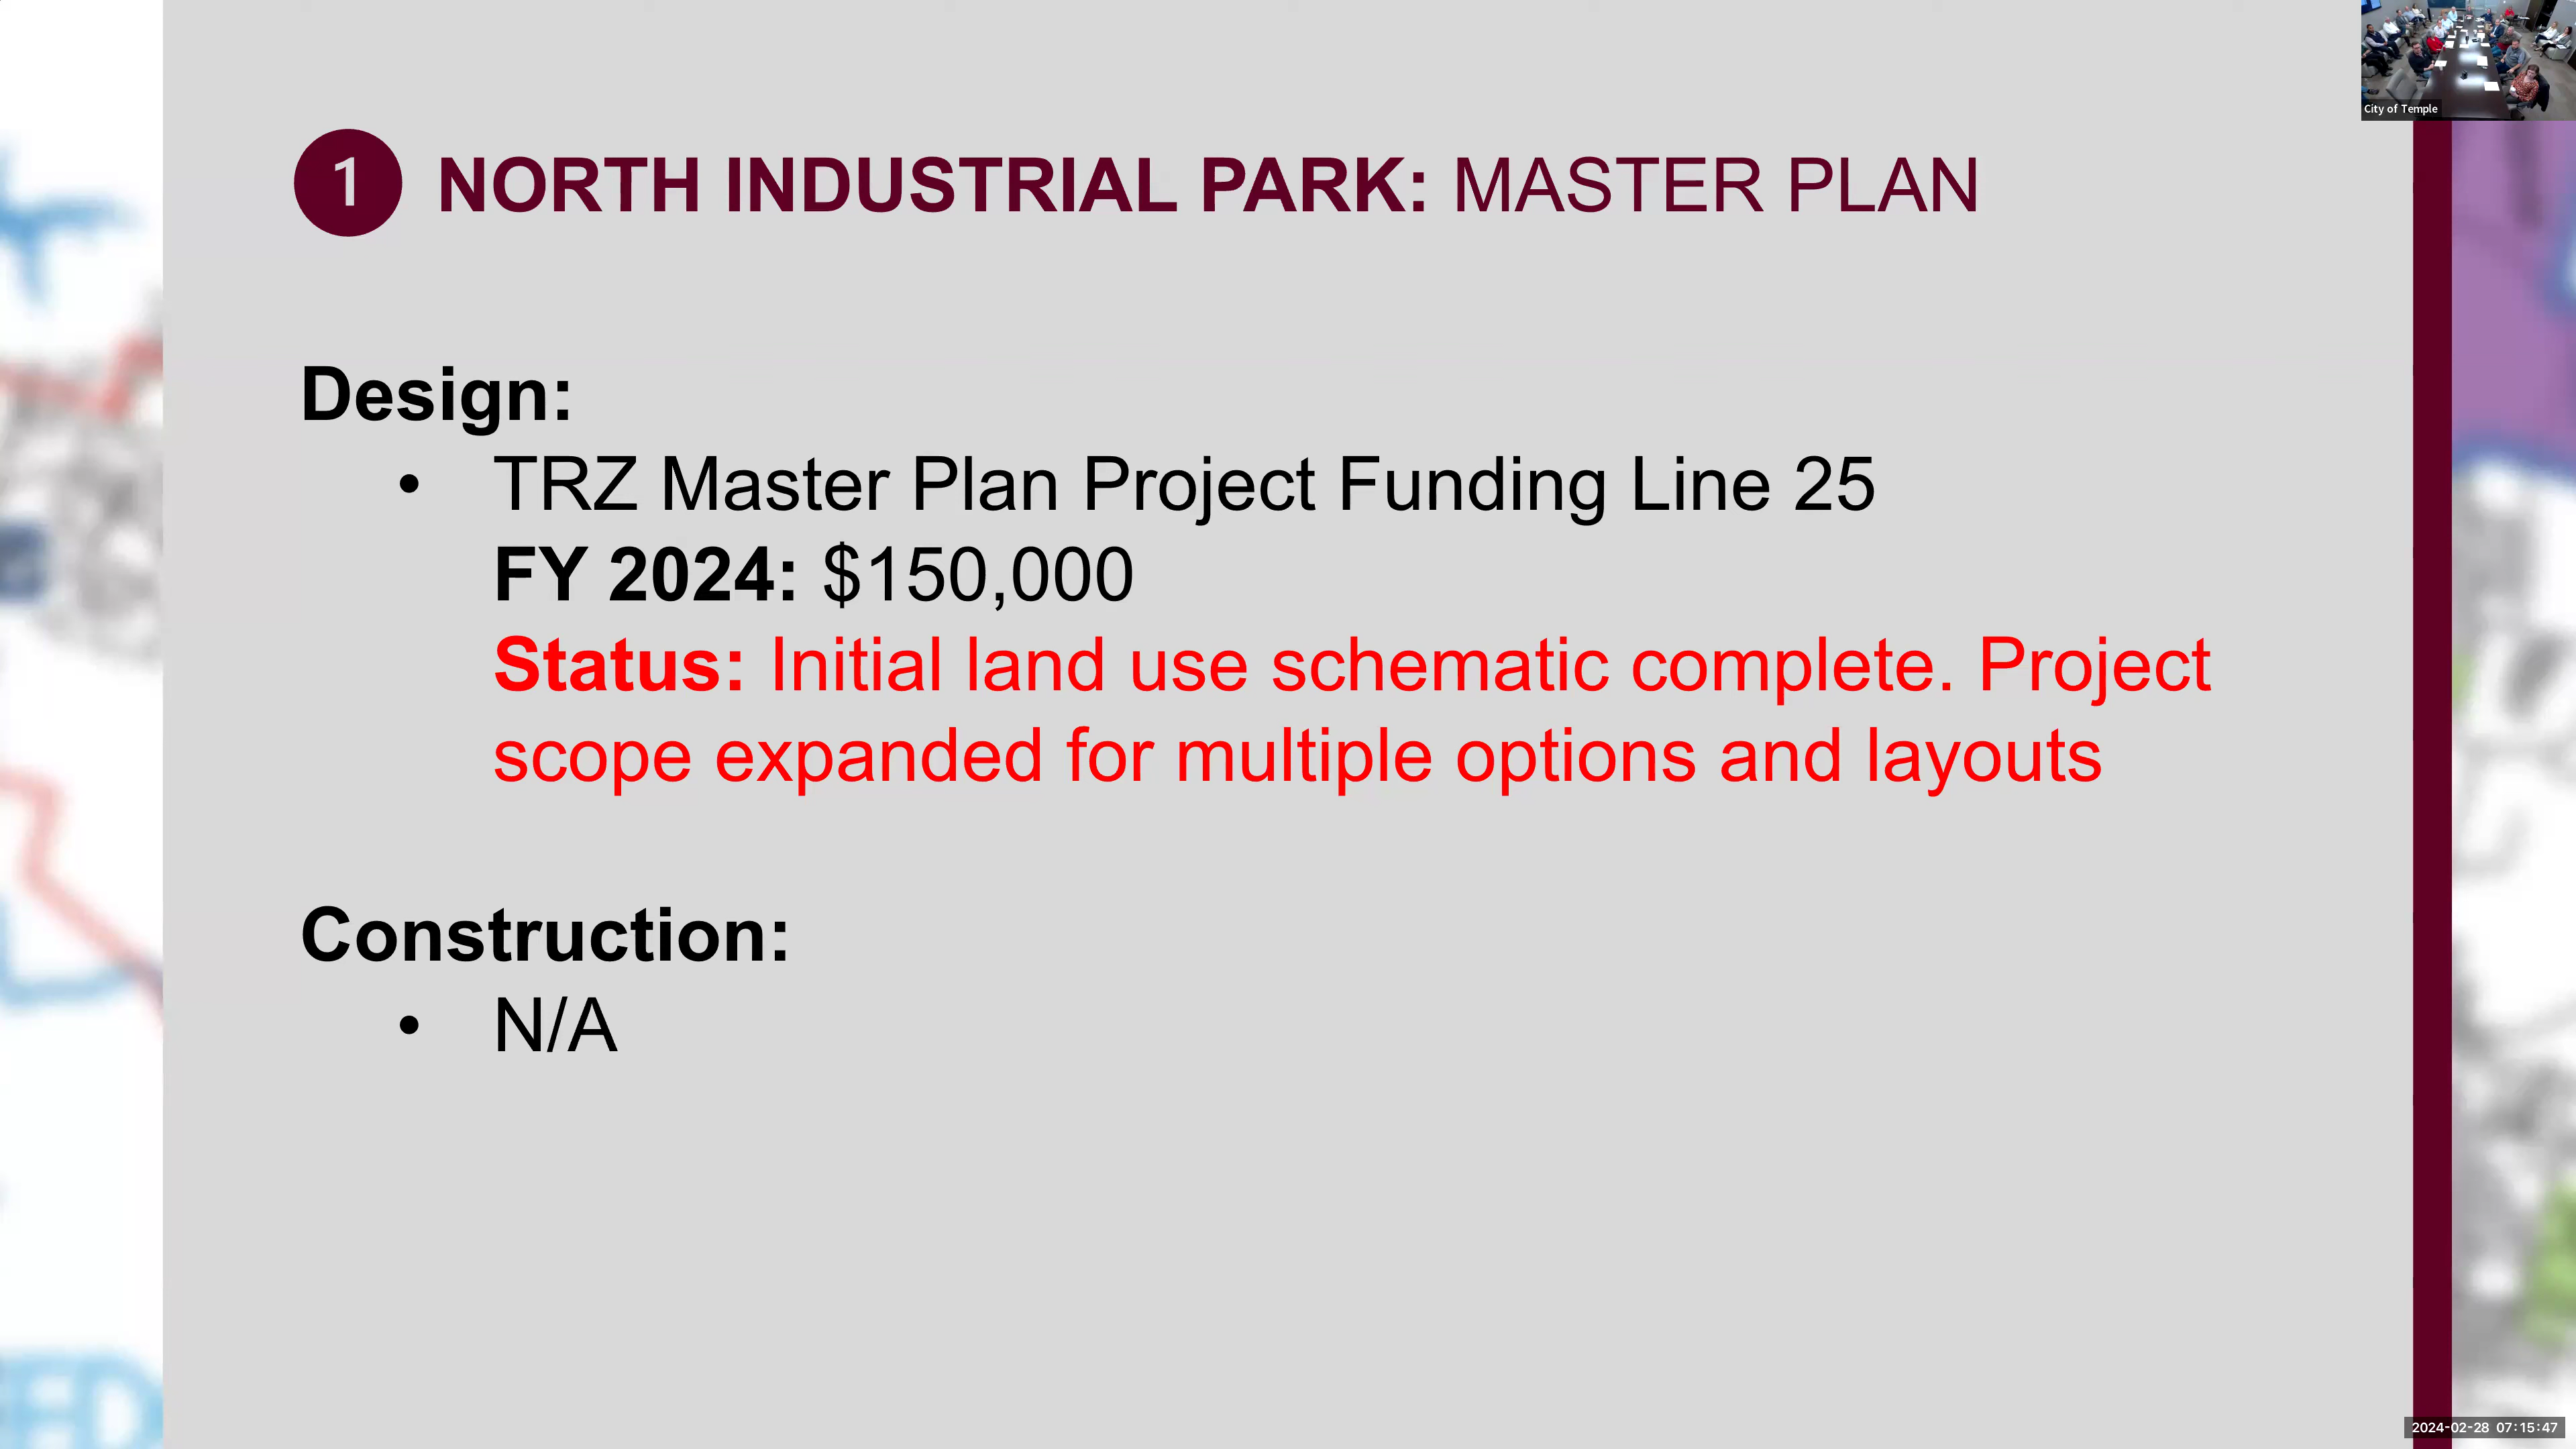 City of Temple
1 NORTH INDUSTRIAL PARK: MASTER PLAN
Design:
• TRZ Master Plan Project Funding Line 25
FY 2024: $150,000
Status: Initial land use schematic complete. Project
scope expanded for multiple options and layouts
Construction:
• N/A
2024-02-28 07:15:47